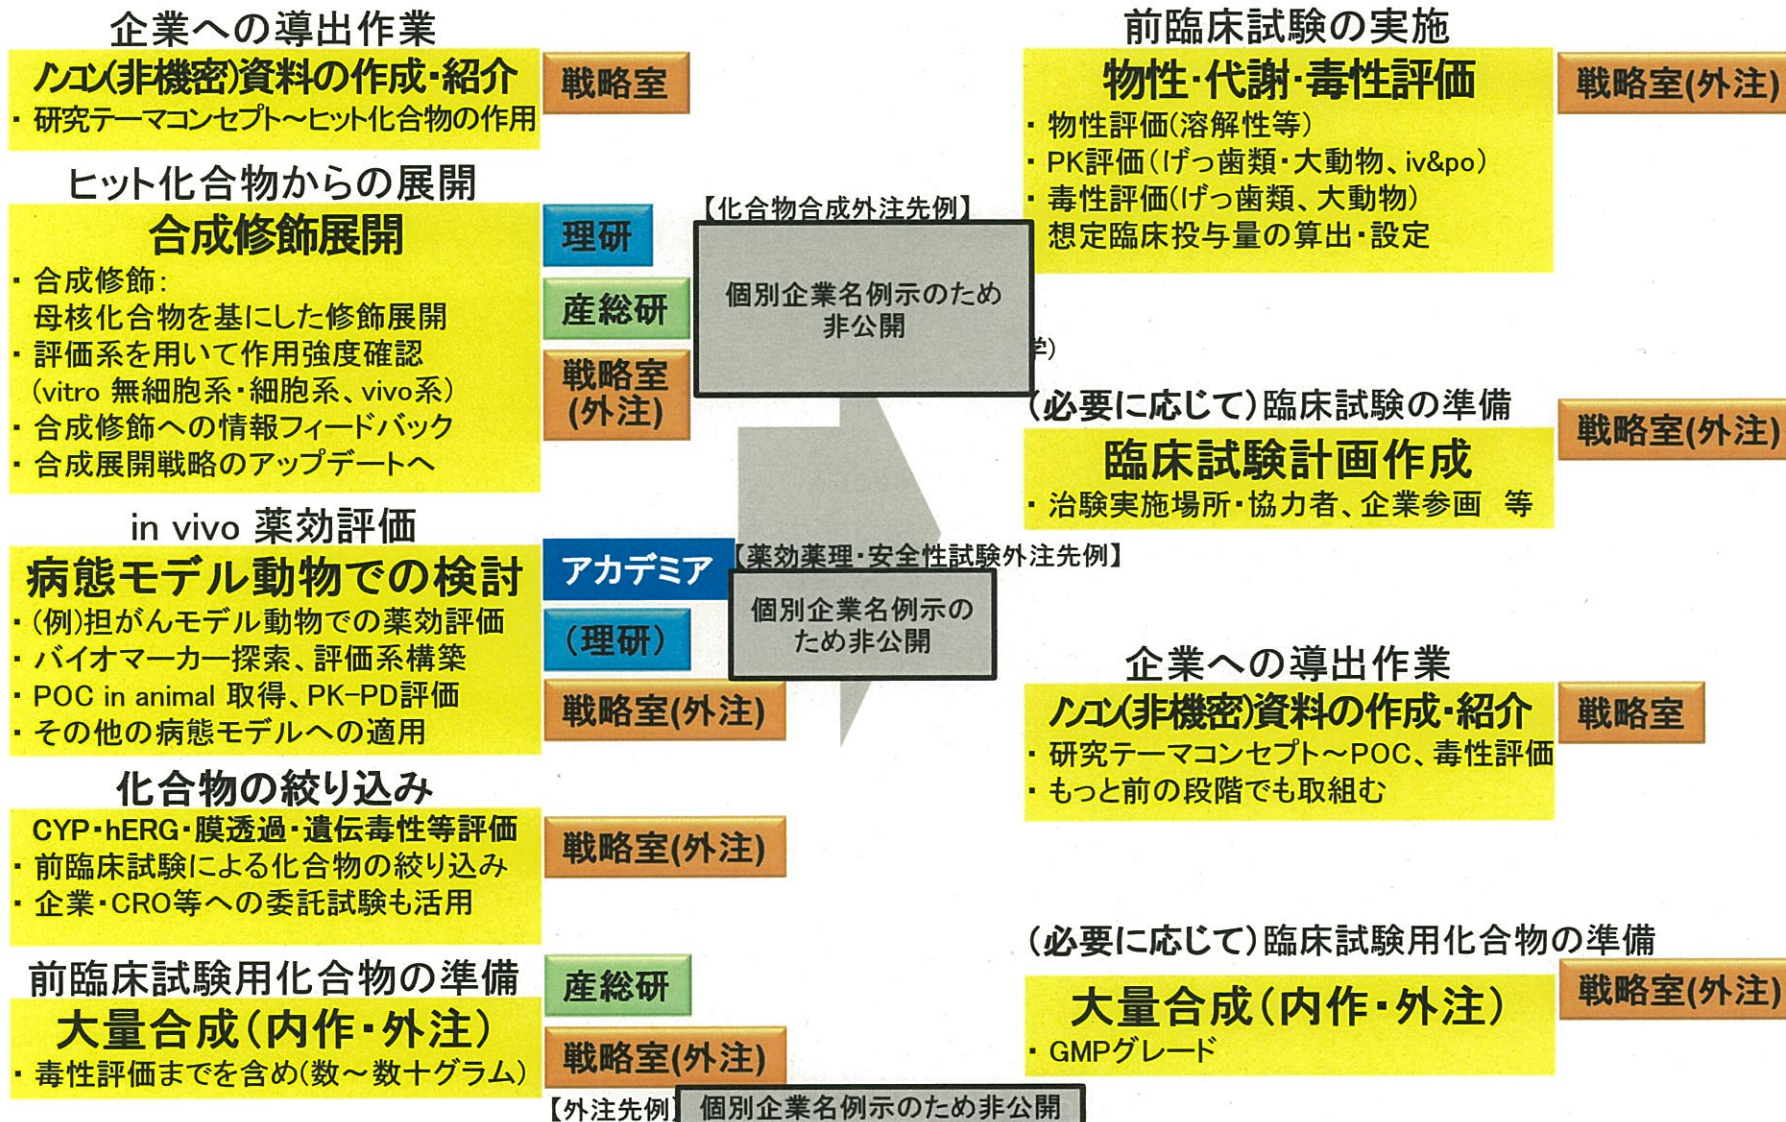 企業への導出作業
ノンコン(非機密)資料の作成・紹介
戦略室
・研究テーマコンセプト～ヒット化合物の作用
ヒット化合物からの展開
合成修飾展開
・合成修飾:
母核化合物を基にした修飾展開
・評価系を用いて作用強度確認
(vitro 無細胞系・細胞系、vivo系)
・合成修飾への情報フィードバック
・合成展開戦略のアップデートへ
理研
産総研
戦略室
(外注)
【化合物合成外注先例】
個別企業名例示のため
非公開
学)
in vivo 薬効評価
病態モデル動物での検討
・(例)担がんモデル動物での薬効評価
・バイオマーカー探索、評価系構築
・POC in animal 取得、PK-PD評価
・その他の病態モデルへの適用
アカデミア
(理研)
戦略室(外注)
【薬効薬理・安全性試験外注先例】
個別企業名例示の
ため非公開
化合物の絞り込み
CYP・hERG・膜透過・遺伝毒性等評価
・前臨床試験による化合物の絞り込み
・企業・CRO等への委託試験も活用
戦略室(外注)
前臨床試験用化合物の準備
大量合成(内作・外注)
・毒性評価までを含め(数～数十グラム)
産総研
戦略室(外注)
【外注先例】
個別企業名例示のため非公開
前臨床試験の実施
物性・代謝・毒性評価
・物性評価(溶解性等)
・PK評価(げっ歯類・大動物、iv&po)
・毒性評価(げっ歯類、大動物)
想定臨床投与量の算出・設定
戦略室(外注)
(必要に応じて)臨床試験の準備
臨床試験計画作成
・治験実施場所・協力者、企業参画 等
戦略室(外注)
企業への導出作業
ノンコン(非機密)資料の作成・紹介
・研究テーマコンセプト～POC、毒性評価
・もっと前の段階でも取組む
戦略室
(必要に応じて)臨床試験用化合物の準備
大量合成(内作・外注)
・GMPグレード
戦略室(外注)